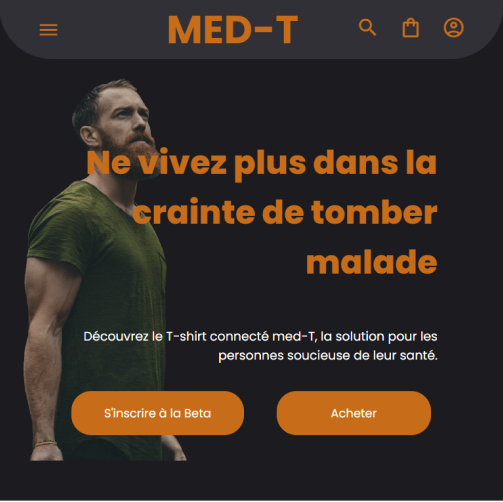 MED-T
Ne vivez plus dans la
crainte de tomber
malade
Découvrez le T-shirt connecté med-T, la solution pour les
personnes soucieuse de leur santé.
S'inscrire à la Beta
Acheter